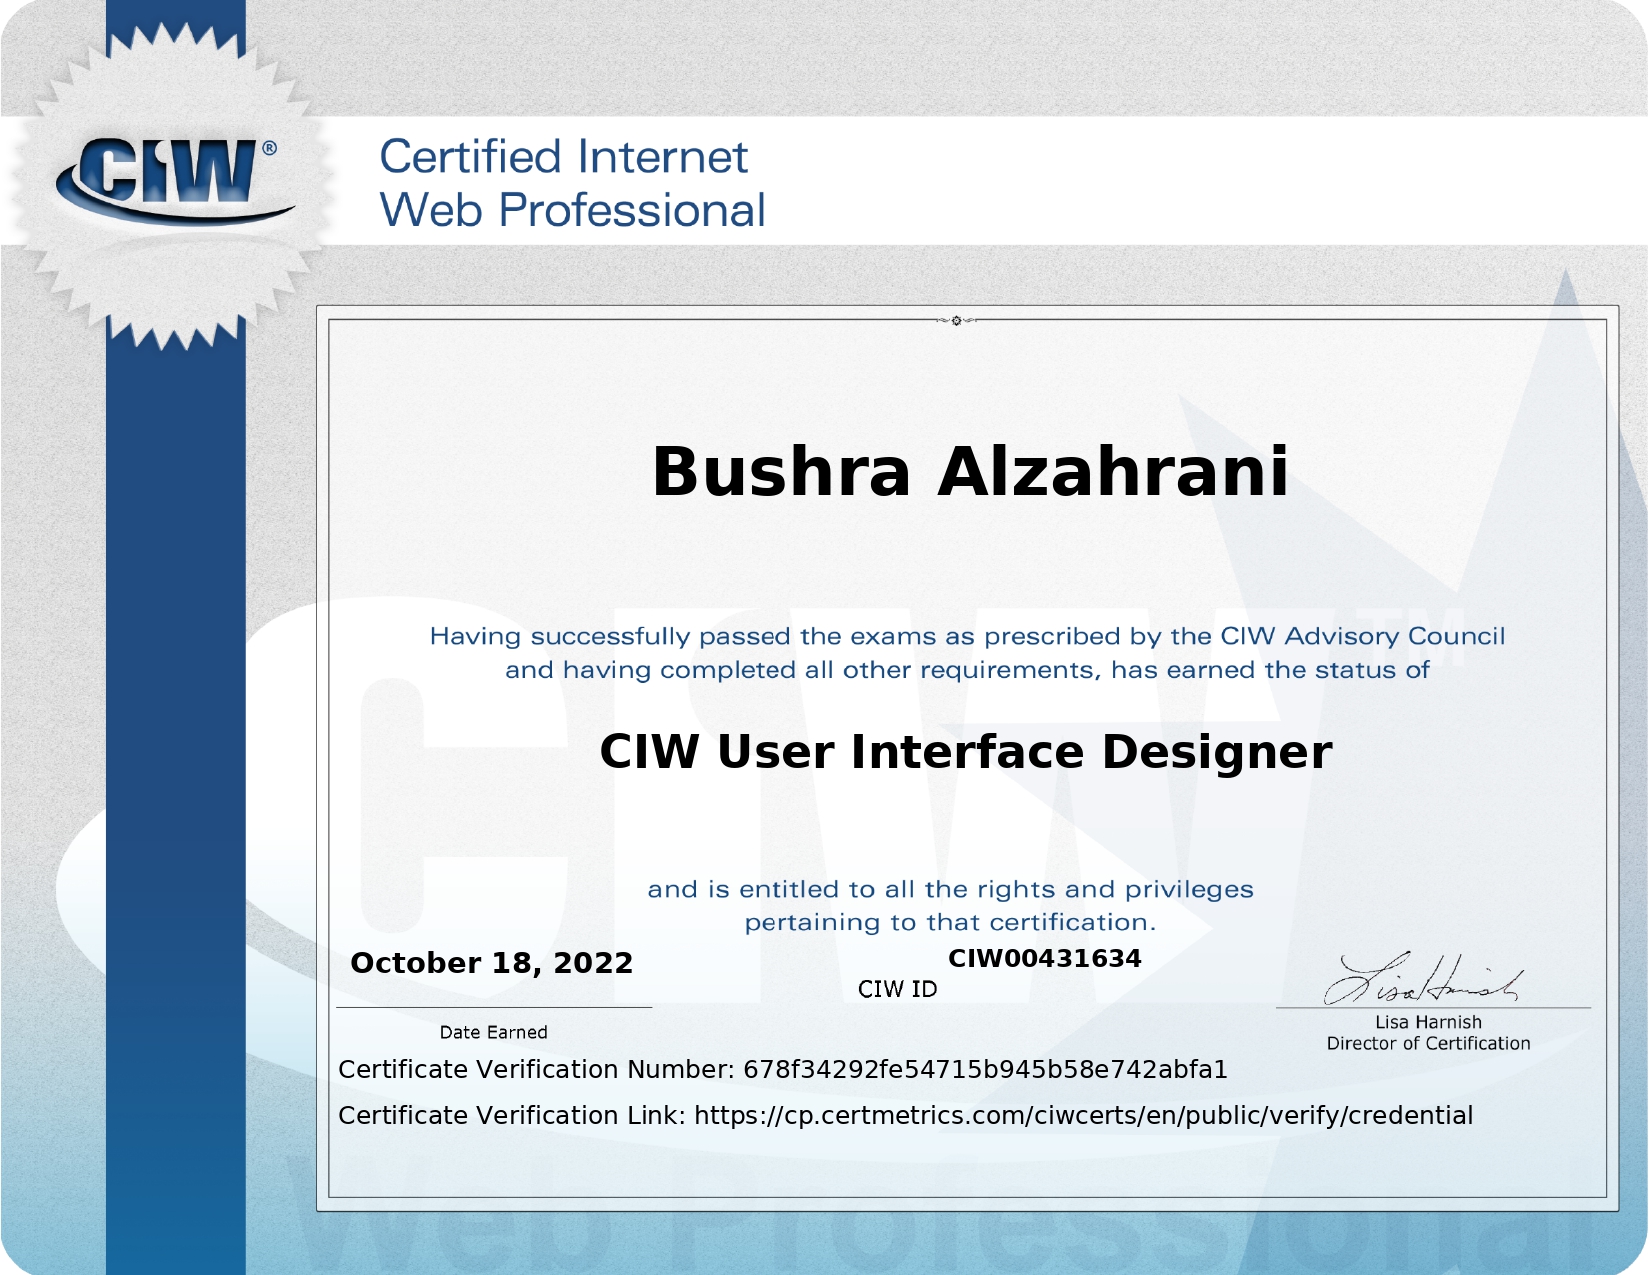 CIW®
Certified Internet
Web Professional
Bushra Alzahrani
Having successfully passed the exams as prescribed by the CIW Advisory Council
and having completed all other requirements, has earned the status of
CIW TM
CIW User Interface Designer
and is entitled to all the rights and privileges
pertaining to that certification.
October 18, 2022
Date Earned
CIW00431634
CIW ID
Lisa Harnish
Lisa Harnish
Director of Certification
Certificate Verification Number: 678f34292fe54715b945b58e742abfa1
Certificate Verification Link: https://cp.certmetrics.com/ciwcerts/en/public/verify/credential
Web Professional